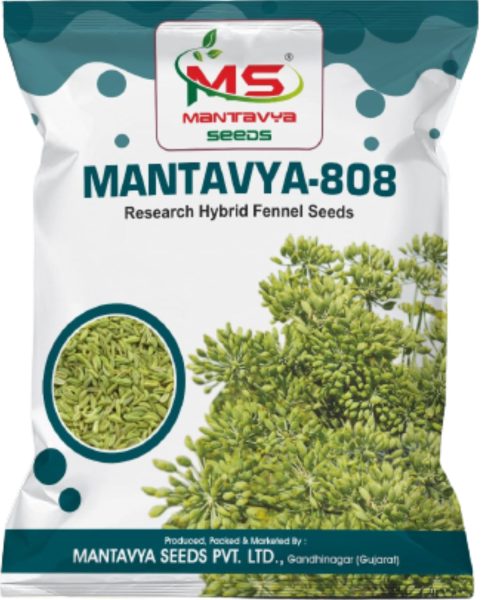 MS®
MANTAVYA
SEEDS
MANTAVYA-808
Research Hybrid Fennel Seeds
Produced, Packed & Marketed By :
MANTAVYA SEEDS PVT. LTD., Gandhinagar (Gujarat)